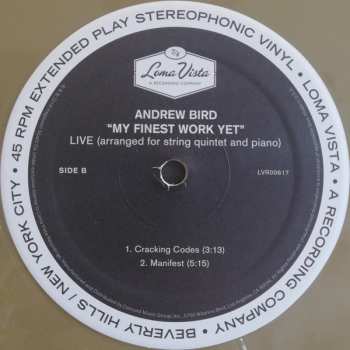 45 RPM EXTENDED PLAY STEREOPHONIC VINYL • LOMA VISTA • A RECORDING COMPANY • BEVERLY HILLS / NEW YORK CITY •
Loma Vista
A RECORDING COMPANY
ANDREW BIRD
"MY FINEST WORK YET"
LIVE (arranged for string quintet and piano)
SIDE B
LVR00617
1. Cracking Codes (3:13)
2. Manifest (5:15)